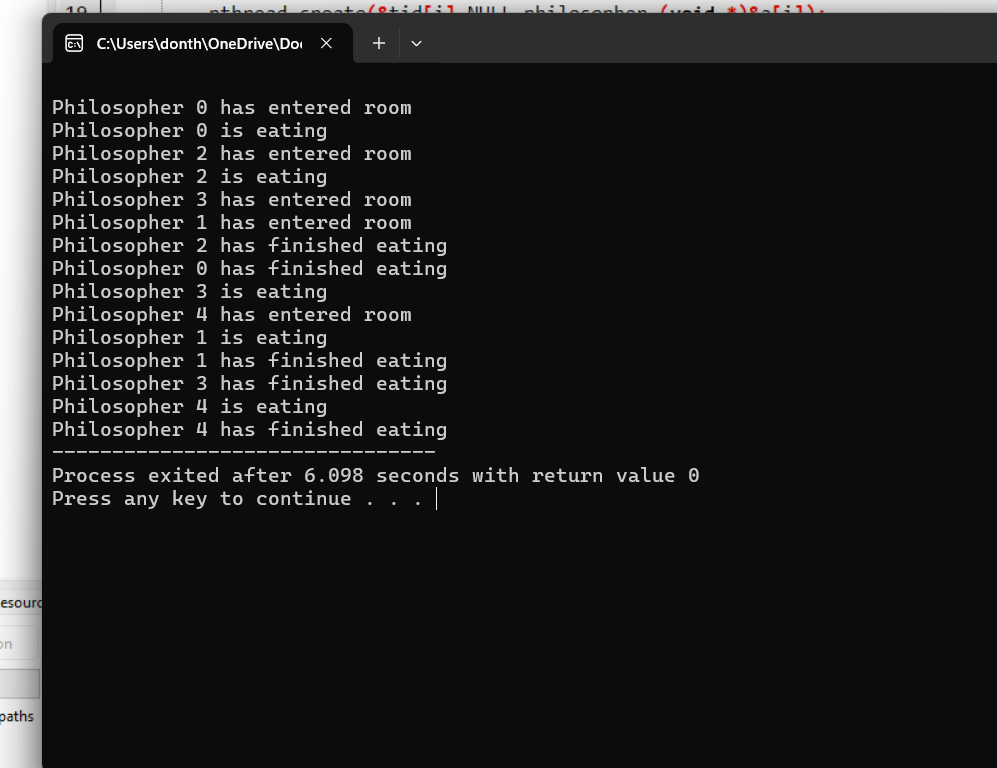 19 pthread_create(&tid[i],NULL,philosopher,(void *)&a[i]);
C:\Users\donth\OneDrive\Doc
Philosopher 0 has entered room
Philosopher 0 is eating
Philosopher 2 has entered room
Philosopher 2 is eating
Philosopher 3 has entered room
Philosopher 1 has entered room
Philosopher 2 has finished eating
Philosopher 0 has finished eating
Philosopher 3 is eating
Philosopher 4 has entered room
Philosopher 1 is eating
Philosopher 1 has finished eating
Philosopher 3 has finished eating
Philosopher 4 is eating
Philosopher 4 has finished eating
--------------------------------
Process exited after 6.098 seconds with return value 0
Press any key to continue . . .
esourc
on
paths